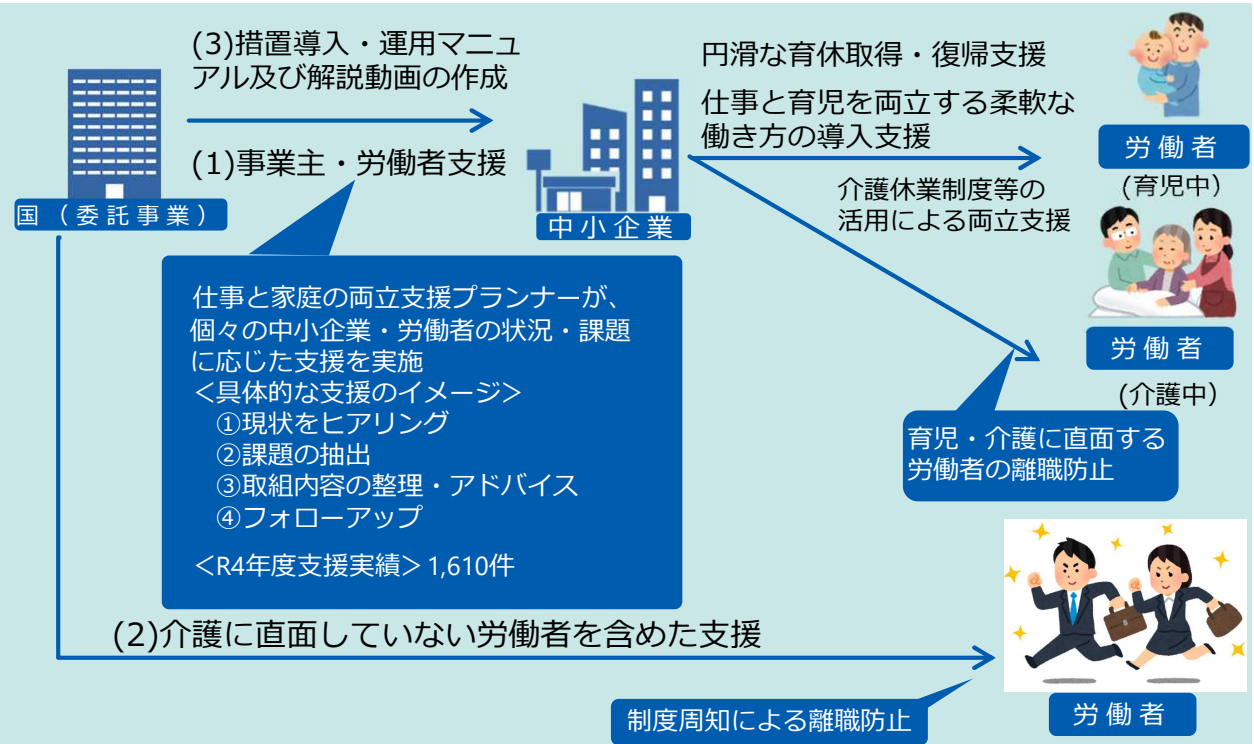 (3)措置導入・運用マニュ
アル及び解説動画の作成
(1)事業主・労働者支援
国（委託事業）
中小企業
円滑な育休取得・復帰支援
仕事と育児を両立する柔軟な
働き方の導入支援
介護休業制度等の
活用による両立支援
労働者
(育児中)
労働者
(介護中)
育児・介護に直面する
労働者の離職防止
仕事と家庭の両立支援プランナーが、
個々の中小企業・労働者の状況・課題
に応じた支援を実施
＜具体的な支援のイメージ＞
①現状をヒアリング
②課題の抽出
③取組内容の整理・アドバイス
④フォローアップ
＜R4年度支援実績＞1,610件
(2)介護に直面していない労働者を含めた支援
制度周知による離職防止
労働者